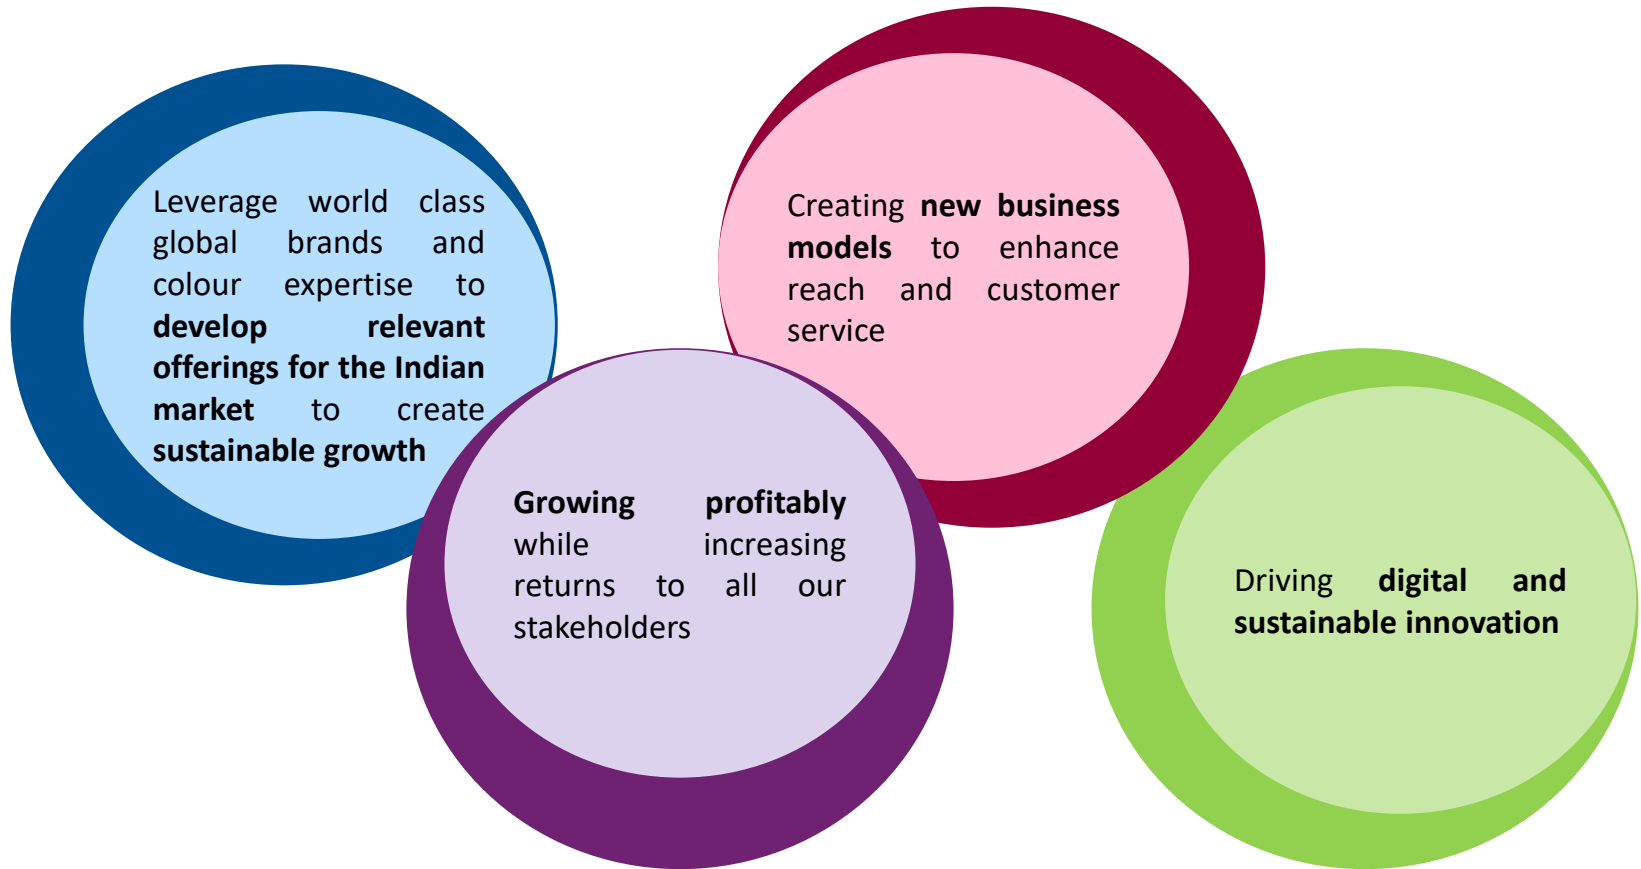 Leverage world class
global brands and
colour expertise to
develop relevant
offerings for the Indian
market to create
sustainable growth
Growing profitably
while increasing
returns to all our
stakeholders
Creating new business
models to enhance
reach and customer
service
Driving digital and
sustainable innovation